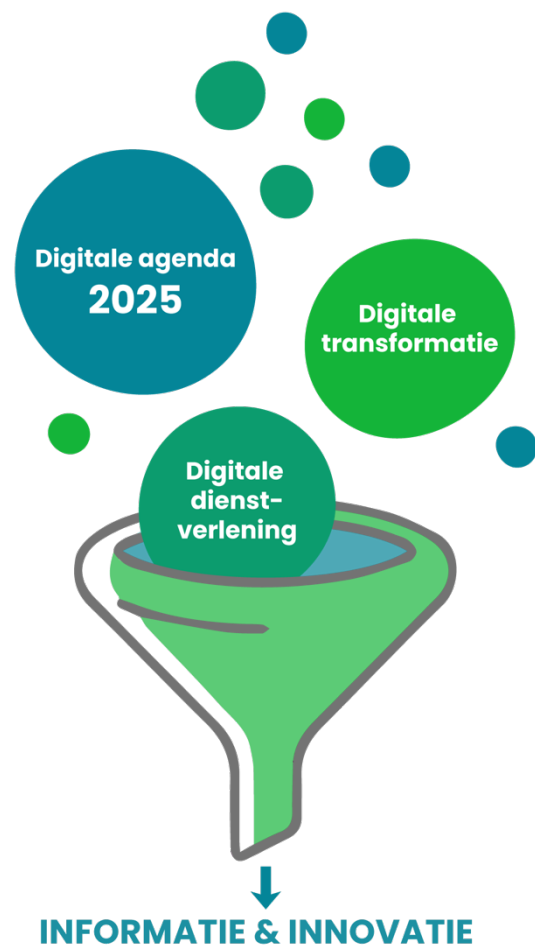 Digitale agenda
2025
Digitale
transformatie
Digitale
dienst-
verlening
INFORMATIE & INNOVATIE